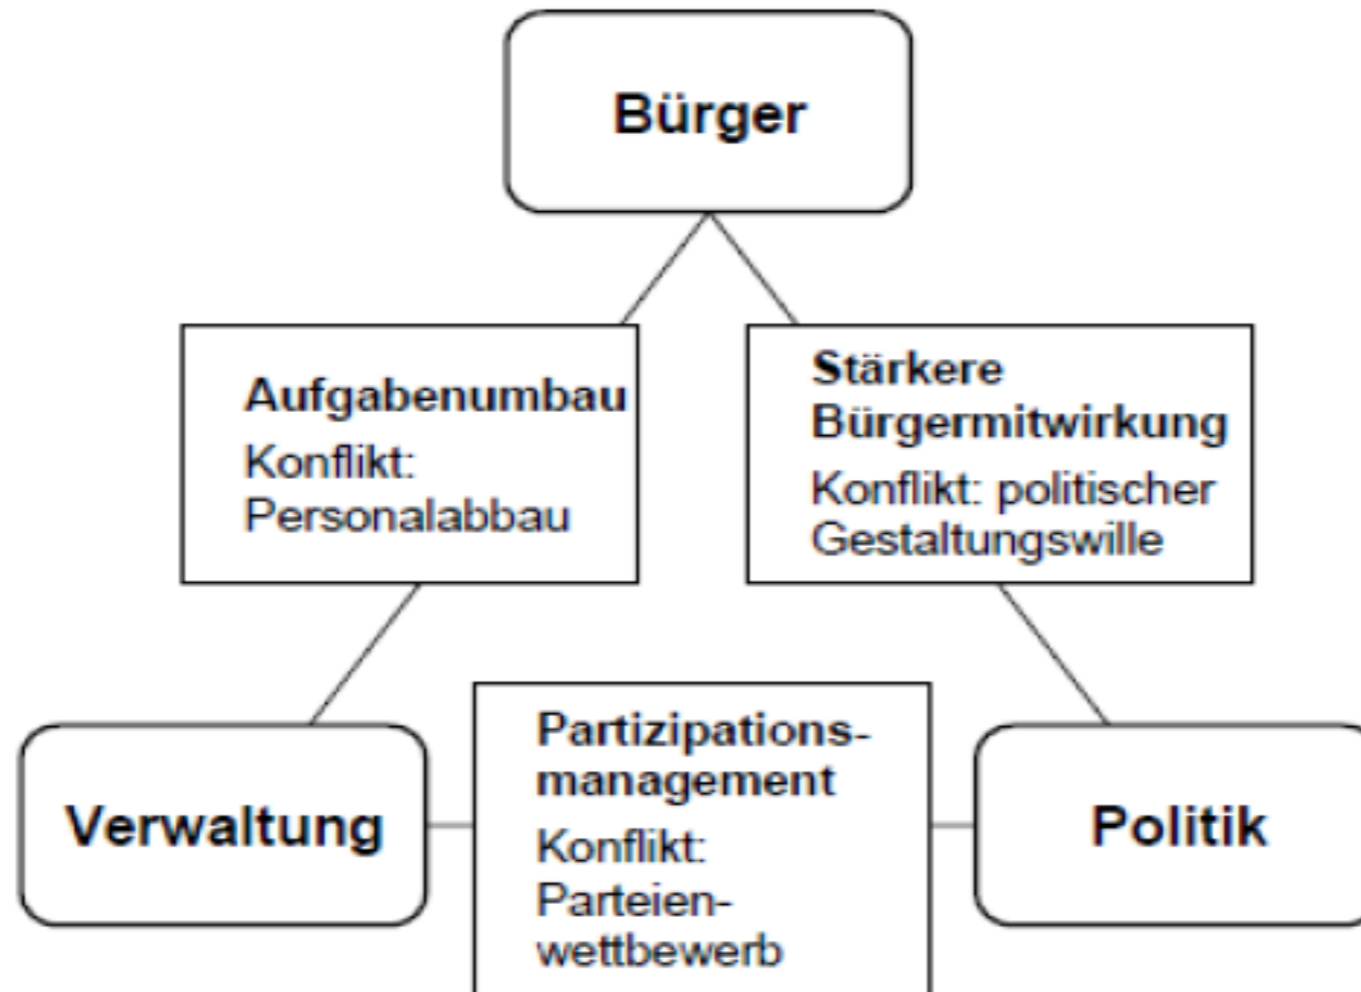 Bürger
Aufgabenumbau
Konflikt:
Personalabbau
Stärkere
Bürgermitwirkung
Konflikt: politischer
Gestaltungswille
Verwaltung
Partizipations-
management
Konflikt:
Parteien-
wettbewerb
Politik